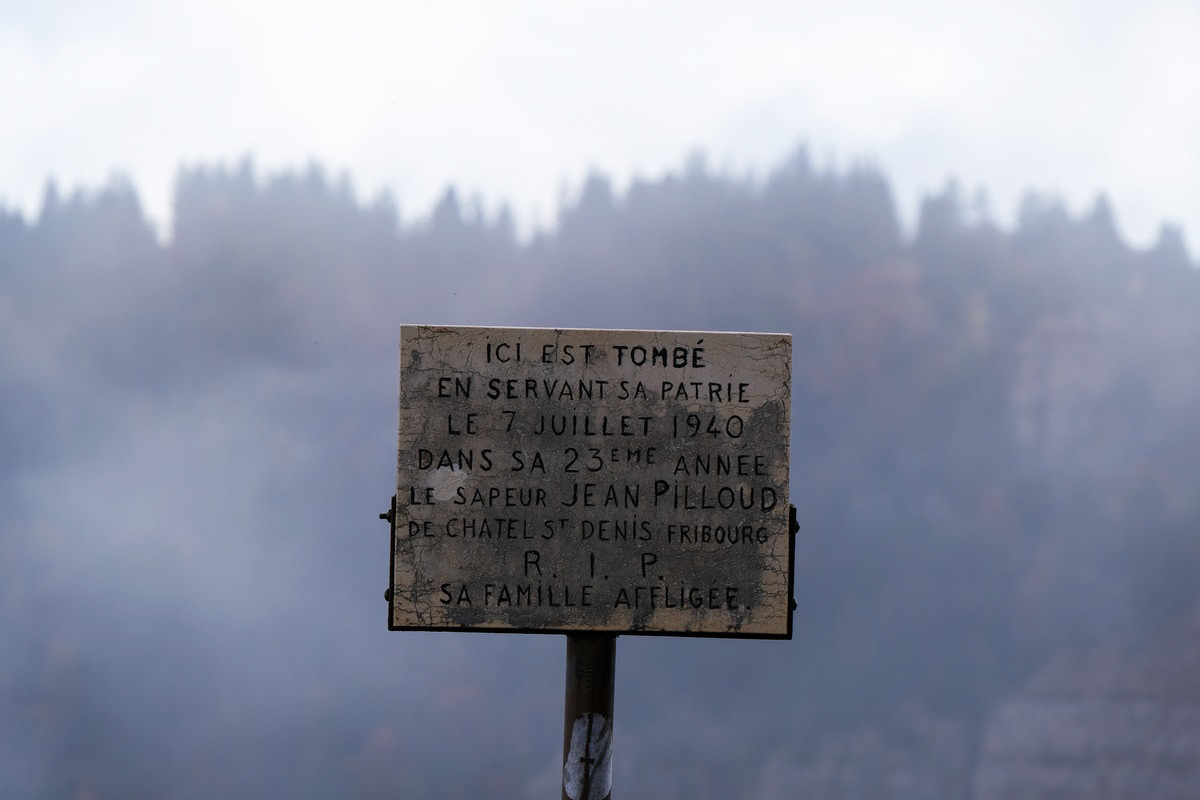 ICI EST TOMBÉ
EN SERVANT SA PATRIE
LE 7 JUILLET 1940
DANS SA 23EME ANNÉE
LE SAPEUR JEAN PILLOUD
DE CHATEL ST DENIS FRIBOURG
R. I. P.
SA FAMILLE AFFLIGÉE.